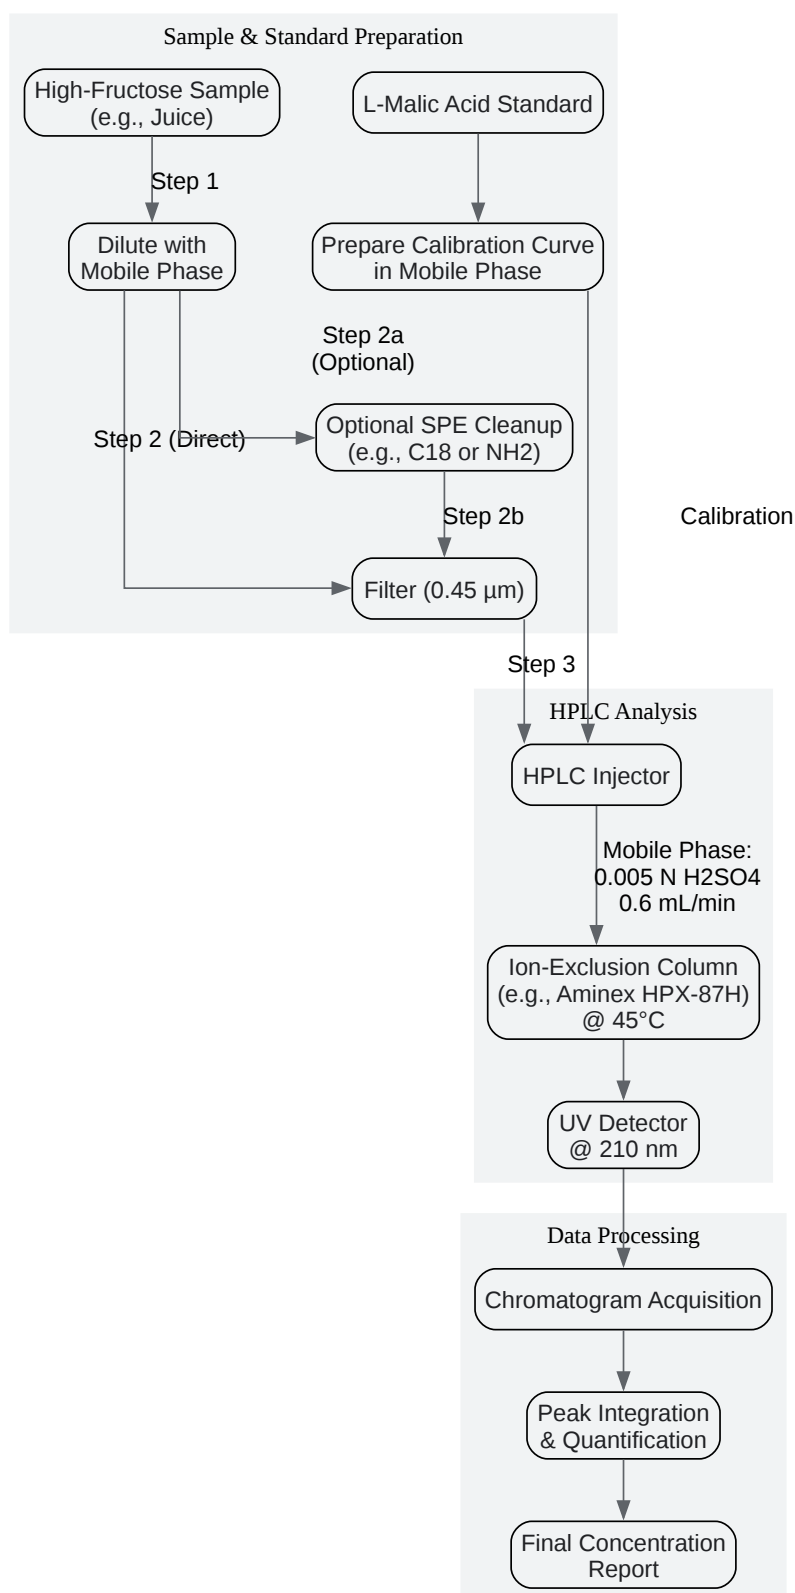 Sample & Standard Preparation
High-Fructose Sample
(e.g., Juice)
L-Malic Acid Standard
Step 1
Dilute with
Mobile Phase
Prepare Calibration Curve
in Mobile Phase
Step 2a
(Optional)
Step 2 (Direct)
Optional SPE Cleanup
(e.g., C18 or NH2)
Step 2b
Calibration
Filter (0.45 µm)
Step 3
HPLC Analysis
HPLC Injector
Mobile Phase:
0.005 N H2SO4
0.6 mL/min
Ion-Exclusion Column
(e.g., Aminex HPX-87H)
@ 45°C
UV Detector
@ 210 nm
Data Processing
Chromatogram Acquisition
Peak Integration
& Quantification
Final Concentration
Report